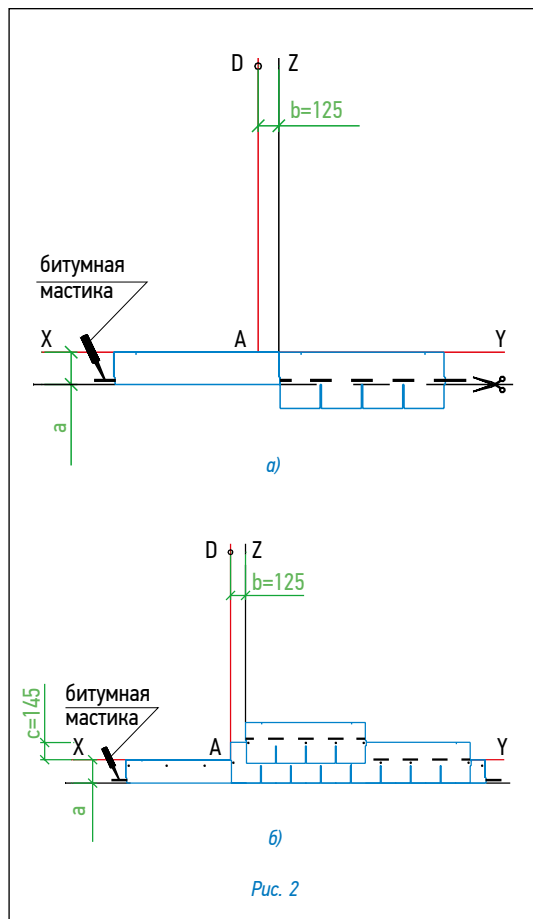 D Z
b=125
битумная
мастика
X A Y
a
а)
D Z
b=125
c=145
битумная
мастика
X A Y
a
б)
Рис. 2